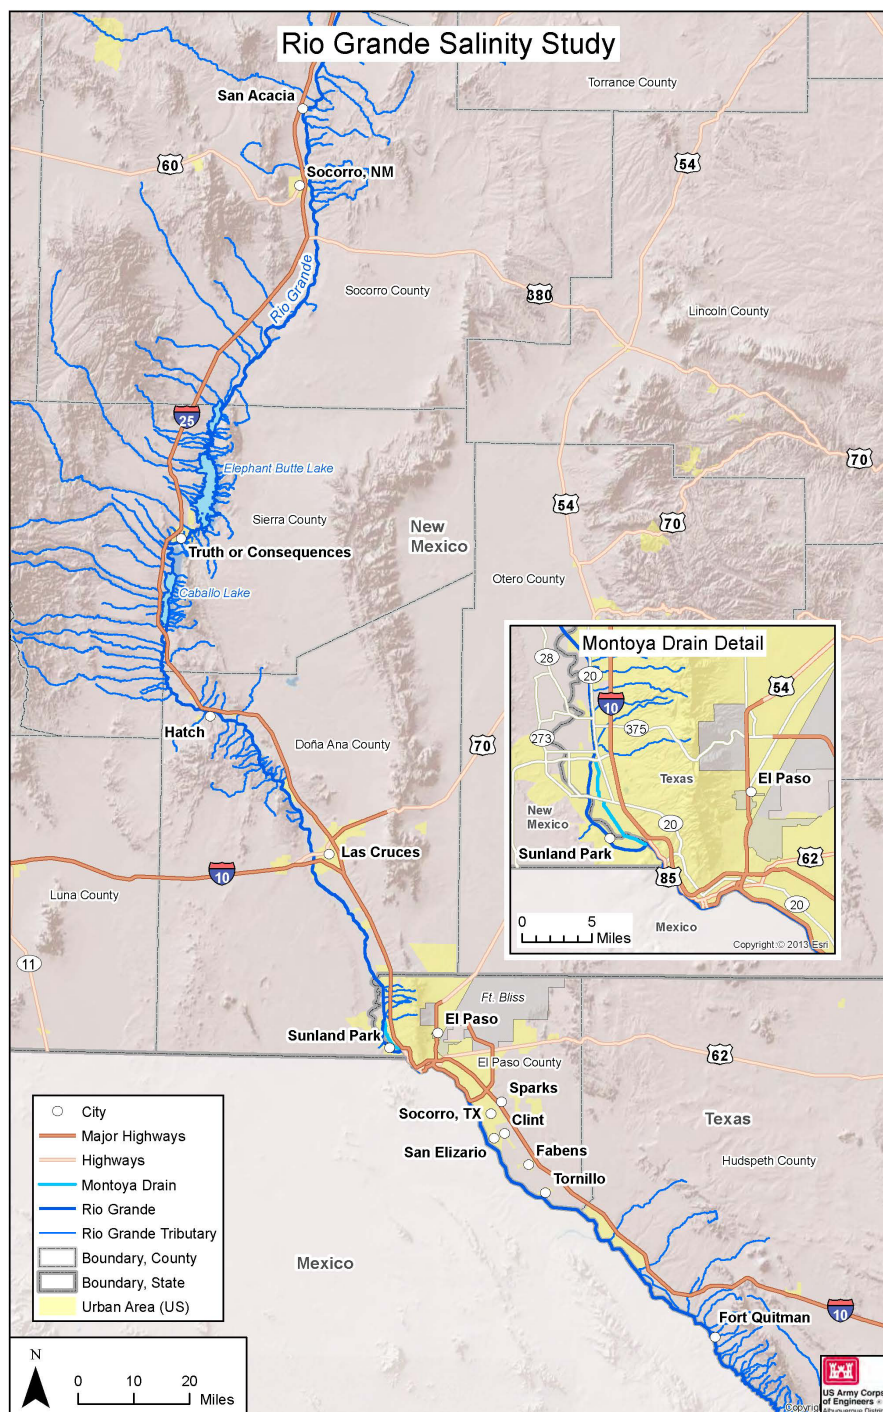 Rio Grande Salinity Study
Torrance County
San Acacia
60
54
Socorro, NM
Rio Grande
Socorro County
380
Lincoln County
25
70
Elephant Butte Lake
54
Sierra County
New
Mexico
70
Truth or Consequences
Otero County
Caballo Lake
Hatch
Doña Ana County
70
Las Cruces
10
Luna County
11
Montoya Drain Detail
28
20
54
10
273
375
Texas
El Paso
New
Mexico
20
Sunland Park
62
85
20
Mexico
0 5
Miles
Copyright:© 2013 Esri
Ft. Bliss
El Paso
Sunland Park
El Paso County
62
Sparks
Socorro, TX
Clint
Texas
San Elizario
Fabens
Hudspeth County
Tornillo
Mexico
10
Fort Quitman
City
Major Highways
Highways
Montoya Drain
Rio Grande
Rio Grande Tributary
Boundary, County
Boundary, State
Urban Area (US)
N
0 10 20
Miles
US Army Corps
of Engineers
Albuquerque District